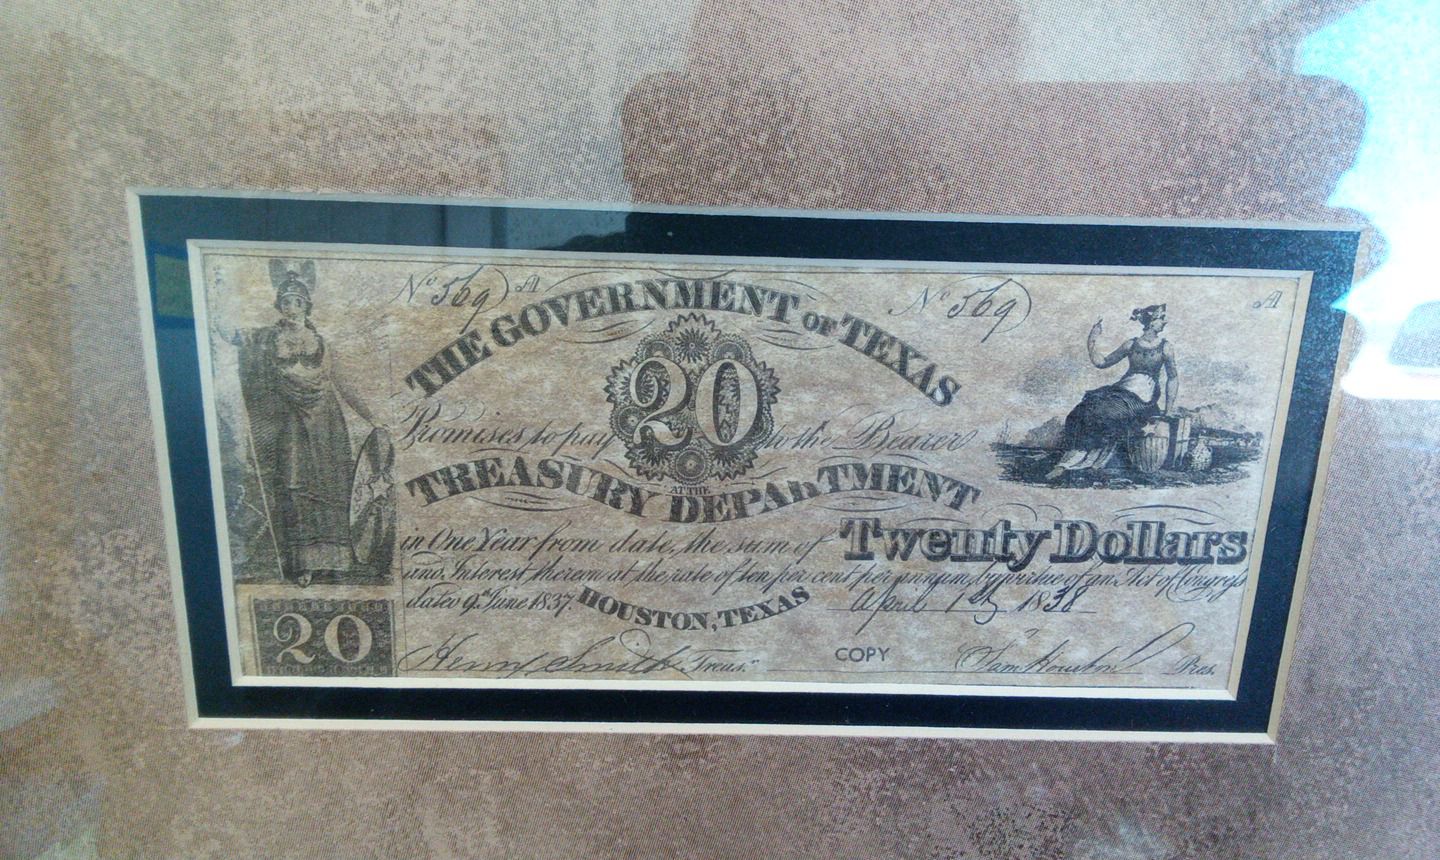 No 569 A
No 569 A
THE GOVERNMENT OF TEXAS
20
Promises to pay to the Bearer
AT THE
TREASURY DEPARTMENT
in One Year from date, the sum of Twenty Dollars
and Interest thereon at the rate of ten per cent per annum, by virtue of an Act of Congress
dated 9th June 1837. HOUSTON, TEXAS April 1 1838
20
Henry Smith Treas. COPY Sam Houston Pres.